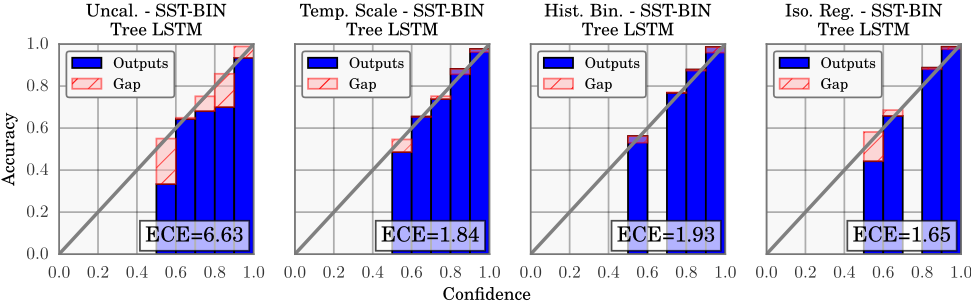 Uncal. - SST-BIN
Tree LSTM
Temp. Scale - SST-BIN
Tree LSTM
Hist. Bin. - SST-BIN
Tree LSTM
Iso. Reg. - SST-BIN
Tree LSTM
Accuracy
1.0
0.8
0.6
0.4
0.2
0.0
Outputs
Gap
ECE=6.63
Outputs
Gap
ECE=1.84
Outputs
Gap
ECE=1.93
Outputs
Gap
ECE=1.65
0.0 0.2 0.4 0.6 0.8 1.0
0.0 0.2 0.4 0.6 0.8 1.0
0.0 0.2 0.4 0.6 0.8 1.0
0.0 0.2 0.4 0.6 0.8 1.0
Confidence